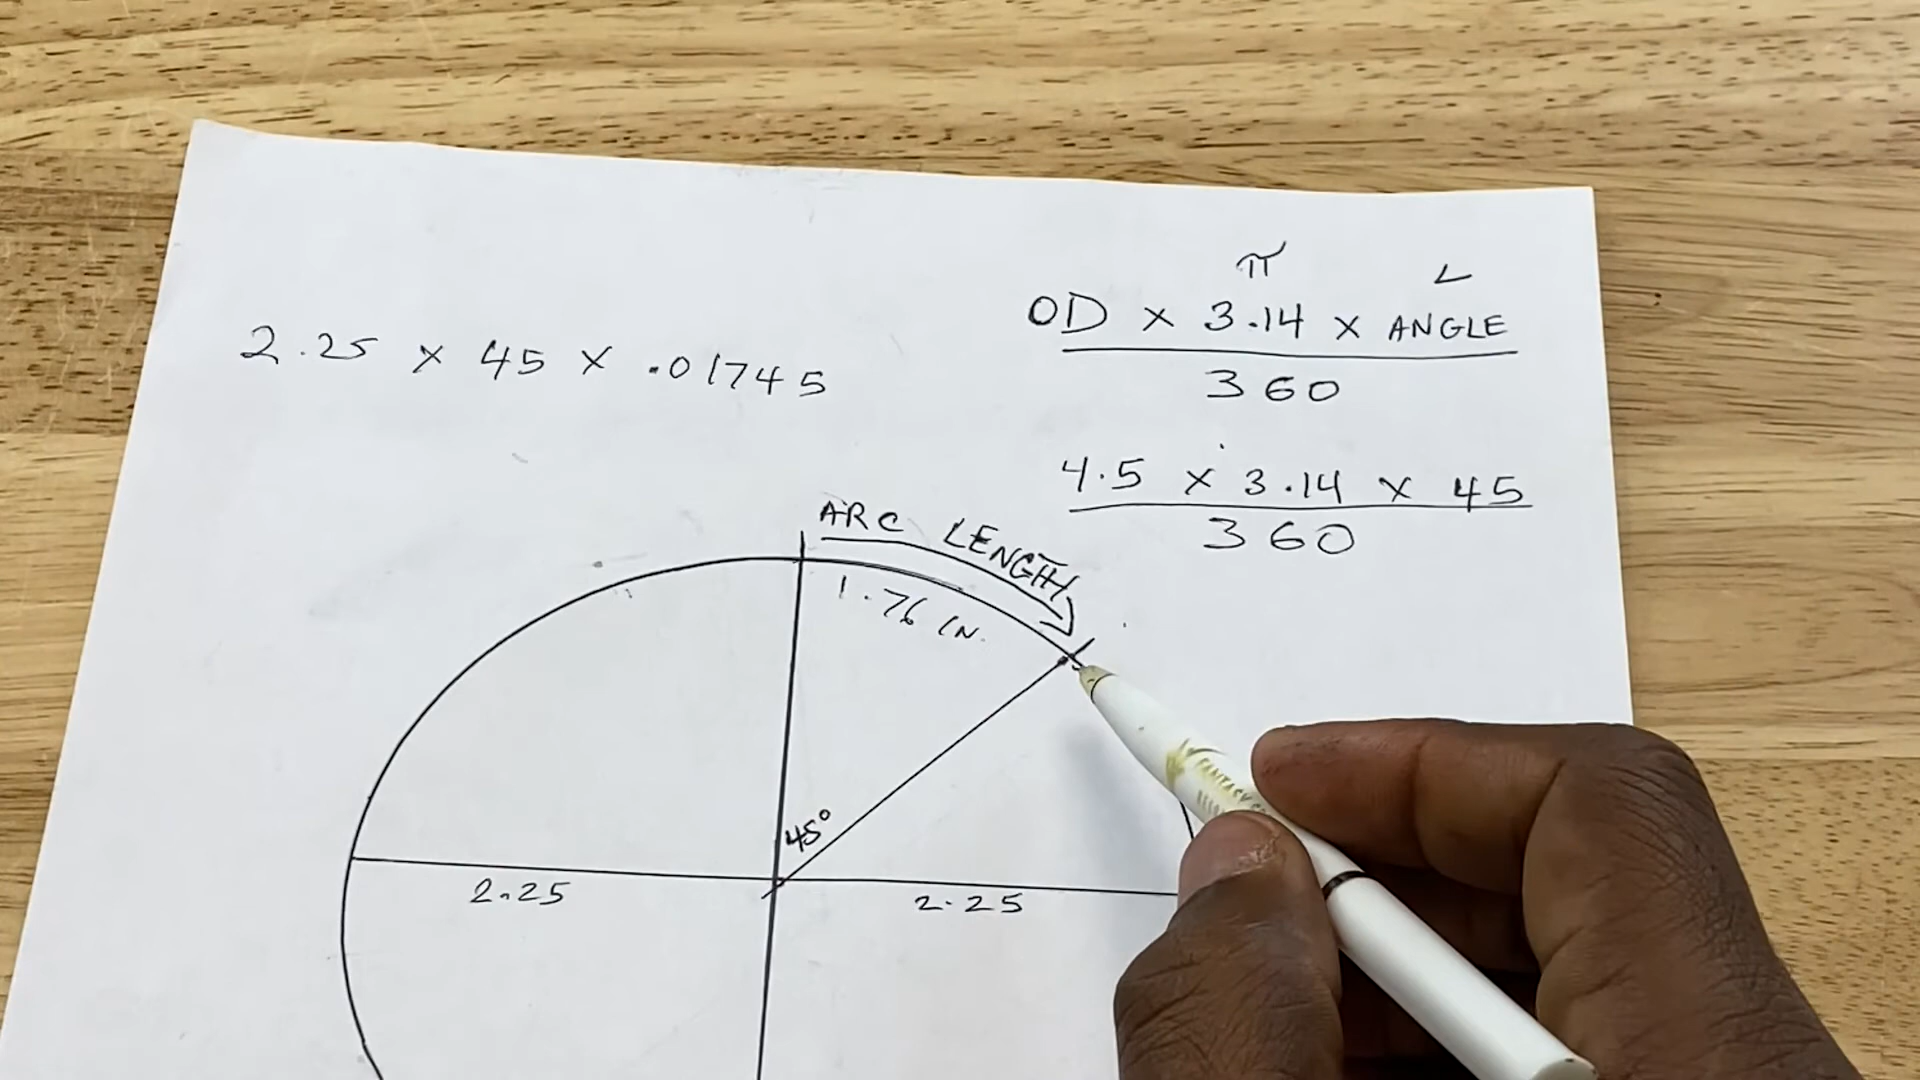 π ∟
OD x 3.14 x ANGLE
360
2.25 x 45 x .01745
4.5 x 3.14 x 45
360
ARC LENGTH
1.76 IN.
45°
2.25 2.25
FANTASY